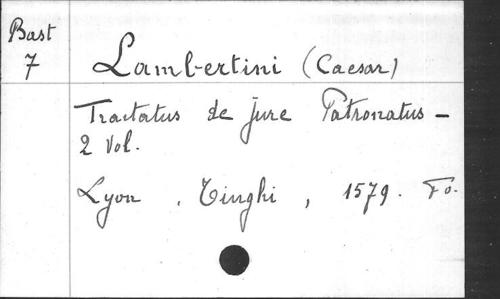 Bast
7
Lambertini (Caesar)
Tractatus de jure Patronatus -
2 Vol.
Lyon, Tinghi, 1579. Fo.